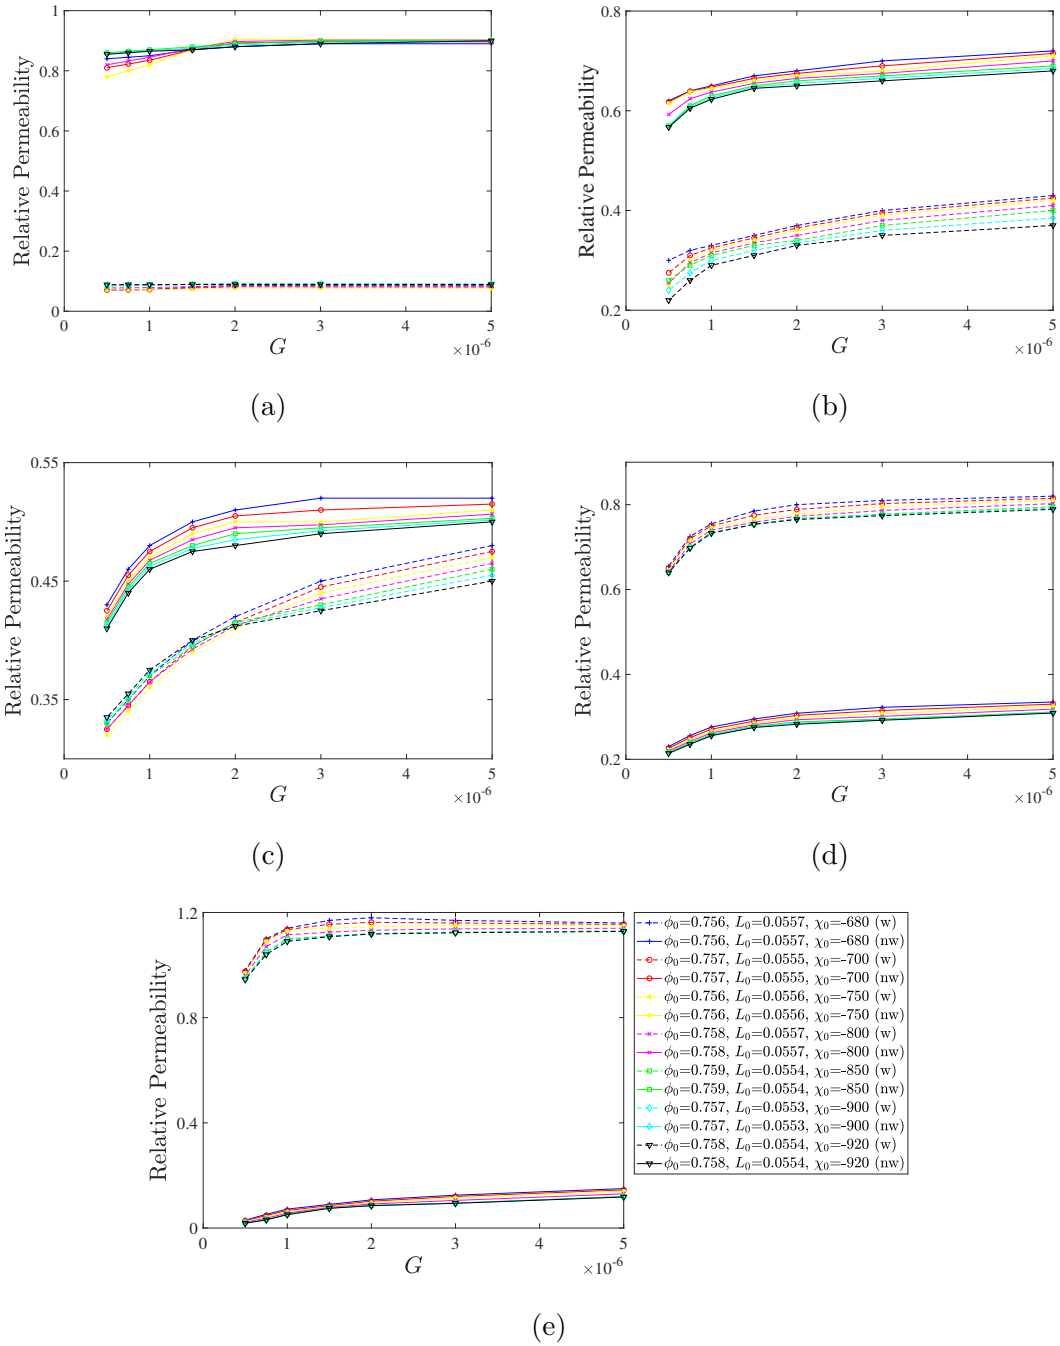 Relative Permeability
1
0.8
0.6
0.4
0.2
0
0 1 2 3 4 5
G
×10⁻⁶
(a)
Relative Permeability
0.8
0.6
0.4
0.2
0 1 2 3 4 5
G
×10⁻⁶
(b)
Relative Permeability
0.55
0.45
0.35
0 1 2 3 4 5
G
×10⁻⁶
(c)
Relative Permeability
0.8
0.6
0.4
0.2
0 1 2 3 4 5
G
×10⁻⁶
(d)
Relative Permeability
1.2
0.8
0.4
0
0 1 2 3 4 5
G
×10⁻⁶
ϕ₀=0.756, L₀=0.0557, χ₀=-680 (w)
ϕ₀=0.756, L₀=0.0557, χ₀=-680 (nw)
ϕ₀=0.757, L₀=0.0555, χ₀=-700 (w)
ϕ₀=0.757, L₀=0.0555, χ₀=-700 (nw)
ϕ₀=0.756, L₀=0.0556, χ₀=-750 (w)
ϕ₀=0.756, L₀=0.0556, χ₀=-750 (nw)
ϕ₀=0.758, L₀=0.0557, χ₀=-800 (w)
ϕ₀=0.758, L₀=0.0557, χ₀=-800 (nw)
ϕ₀=0.759, L₀=0.0554, χ₀=-850 (w)
ϕ₀=0.759, L₀=0.0554, χ₀=-850 (nw)
ϕ₀=0.757, L₀=0.0553, χ₀=-900 (w)
ϕ₀=0.757, L₀=0.0553, χ₀=-900 (nw)
ϕ₀=0.758, L₀=0.0554, χ₀=-920 (w)
ϕ₀=0.758, L₀=0.0554, χ₀=-920 (nw)
(e)